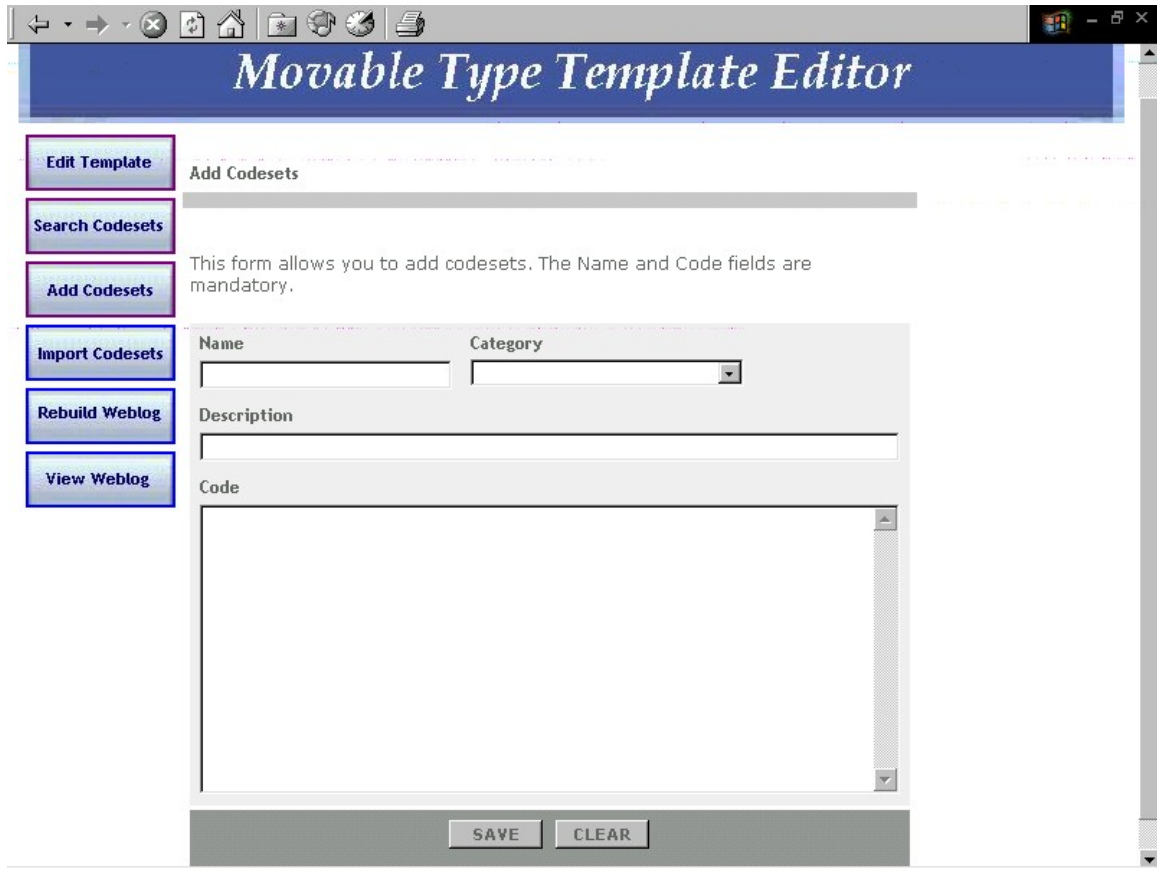 Movable Type Template Editor
Edit Template
Search Codesets
Add Codesets
Import Codesets
Rebuild Weblog
View Weblog
Add Codesets
This form allows you to add codesets. The Name and Code fields are
mandatory.
Name
Category
Description
Code
SAVE
CLEAR